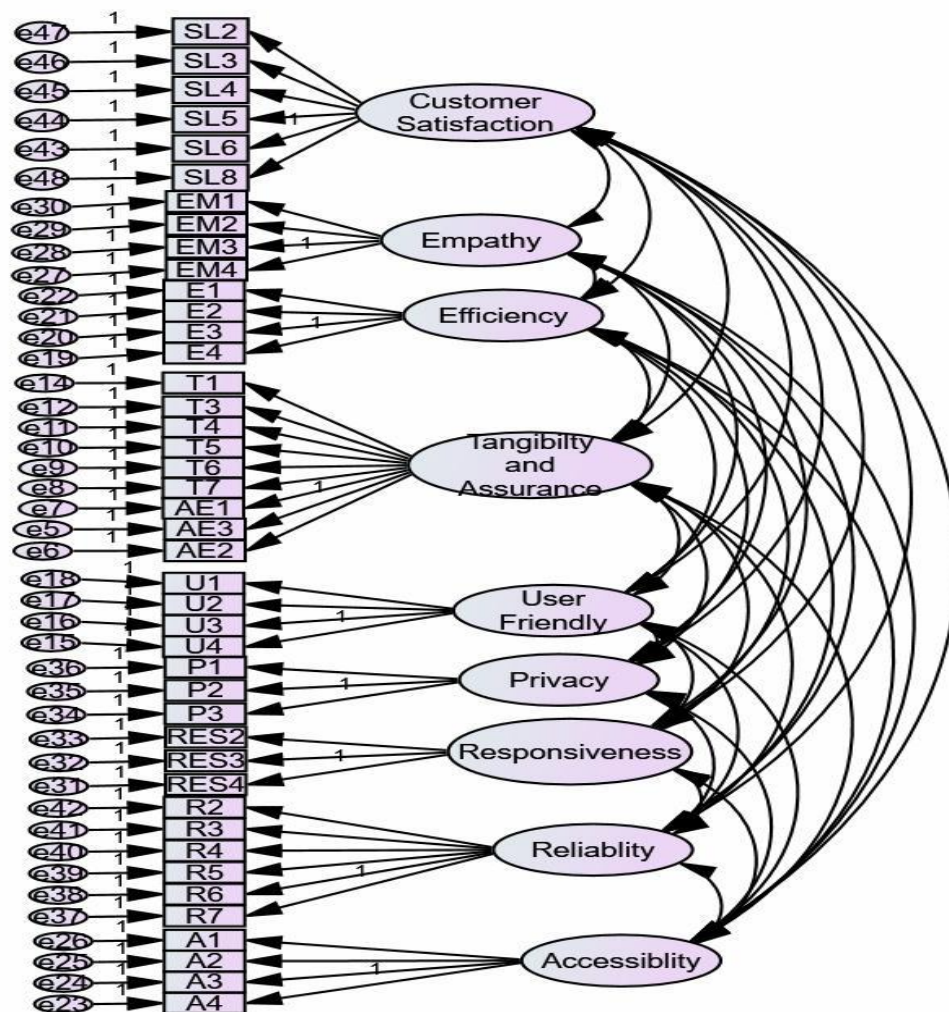 e47 1 SL2
e46 1 SL3
e45 1 SL4
e44 1 SL5
e43 1 SL6
e48 1 SL8
1
Customer
Satisfaction
e30 1 EM1
e29 1 EM2
e28 1 EM3
e27 1 EM4
1
Empathy
e22 1 E1
e21 1 E2
e20 1 E3
e19 1 E4
1
Efficiency
e14 1 T1
e12 1 T3
e11 1 T4
e10 1 T5
e9 1 T6
e8 1 T7
e7 1 AE1
e5 1 AE3
e6 1 AE2
1
Tangibilty
and
Assurance
e18 1 U1
e17 1 U2
e16 1 U3
e15 1 U4
1
User
Friendly
e36 1 P1
e35 1 P2
e34 1 P3
1
Privacy
e33 1 RES2
e32 1 RES3
e31 1 RES4
1
Responsiveness
e42 1 R2
e41 1 R3
e40 1 R4
e39 1 R5
e38 1 R6
e37 1 R7
1
Reliablity
e26 1 A1
e25 1 A2
e24 1 A3
e23 1 A4
1
Accessiblity